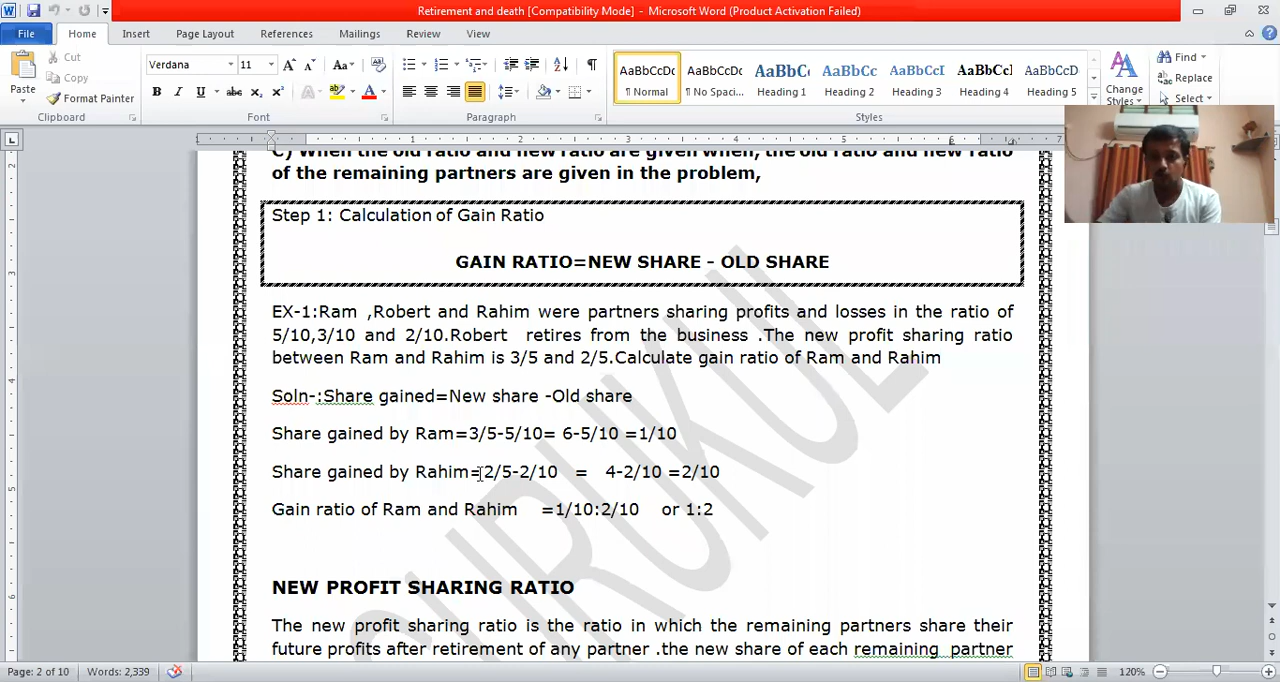 Retirement and death [Compatibility Mode] - Microsoft Word (Product Activation Failed)
File Home Insert Page Layout References Mailings Review View
Paste
Cut
Copy
Format Painter
Clipboard
Verdana 11
Font
Paragraph
AaBbCcDc AaBbCcDc AaBbC( AaBbCc AaBbCcI AaBbCcI AaBbCcD
¶ Normal ¶ No Spaci... Heading 1 Heading 2 Heading 3 Heading 4 Heading 5
Change Styles
Styles
Find
Replace
Select
1 2 3 4 5 7
C) When the old ratio and new ratio are given when, the old ratio and new ratio
of the remaining partners are given in the problem,
Step 1: Calculation of Gain Ratio
GAIN RATIO=NEW SHARE - OLD SHARE
EX-1:Ram ,Robert and Rahim were partners sharing profits and losses in the ratio of
5/10,3/10 and 2/10.Robert retires from the business .The new profit sharing ratio
between Ram and Rahim is 3/5 and 2/5.Calculate gain ratio of Ram and Rahim
Soln-:Share gained=New share -Old share
Share gained by Ram=3/5-5/10= 6-5/10 =1/10
Share gained by Rahim=2/5-2/10 = 4-2/10 =2/10
Gain ratio of Ram and Rahim =1/10:2/10 or 1:2
NEW PROFIT SHARING RATIO
The new profit sharing ratio is the ratio in which the remaining partners share their
future profits after retirement of any partner .the new share of each remaining partner
Page: 2 of 10 Words: 2,339 120%